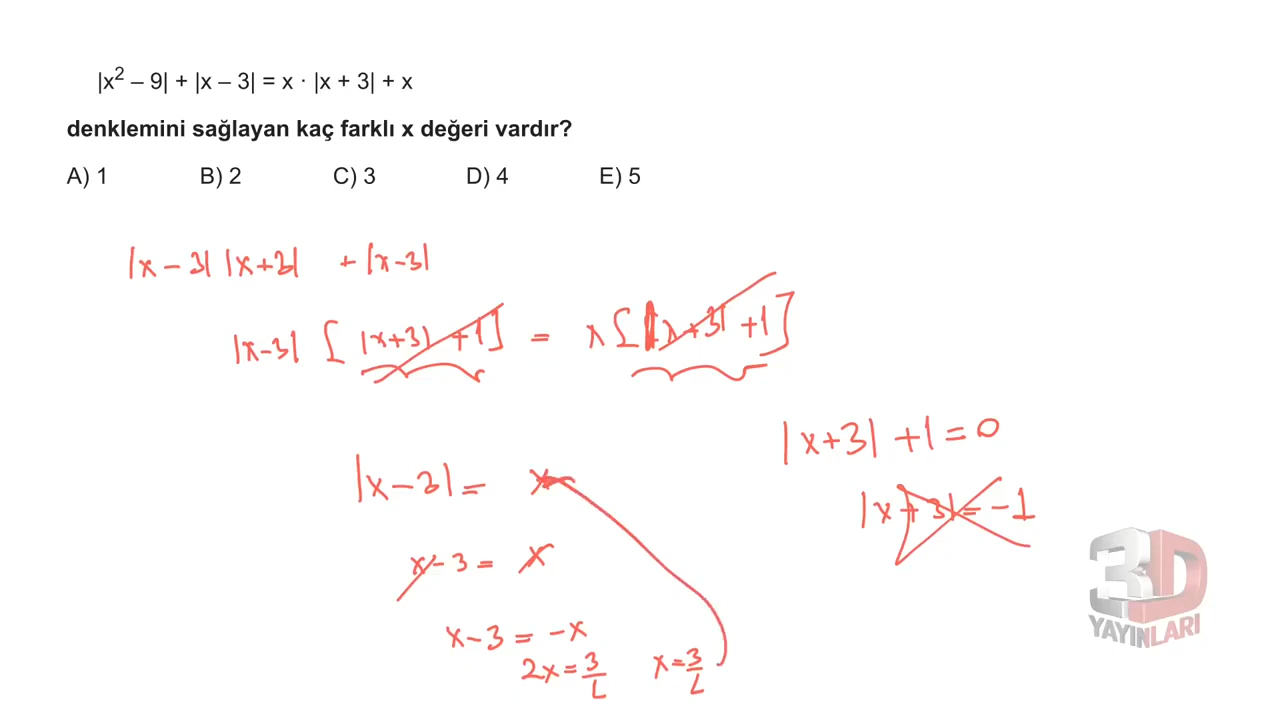 |x² – 9| + |x – 3| = x · |x + 3| + x
denklemini sağlayan kaç farklı x değeri vardır?
A) 1 B) 2 C) 3 D) 4 E) 5
|x – 3| |x+3| + |x-3|
|x-3| [ |x+3| + 1 ] = x [ |x+3| + 1 ]
|x+3| + 1 = 0
|x – 3| = x
|x+3| = -1
x - 3 = x
x - 3 = -x
2x = 3/2 x = 3/2
3D
YAYINLARI